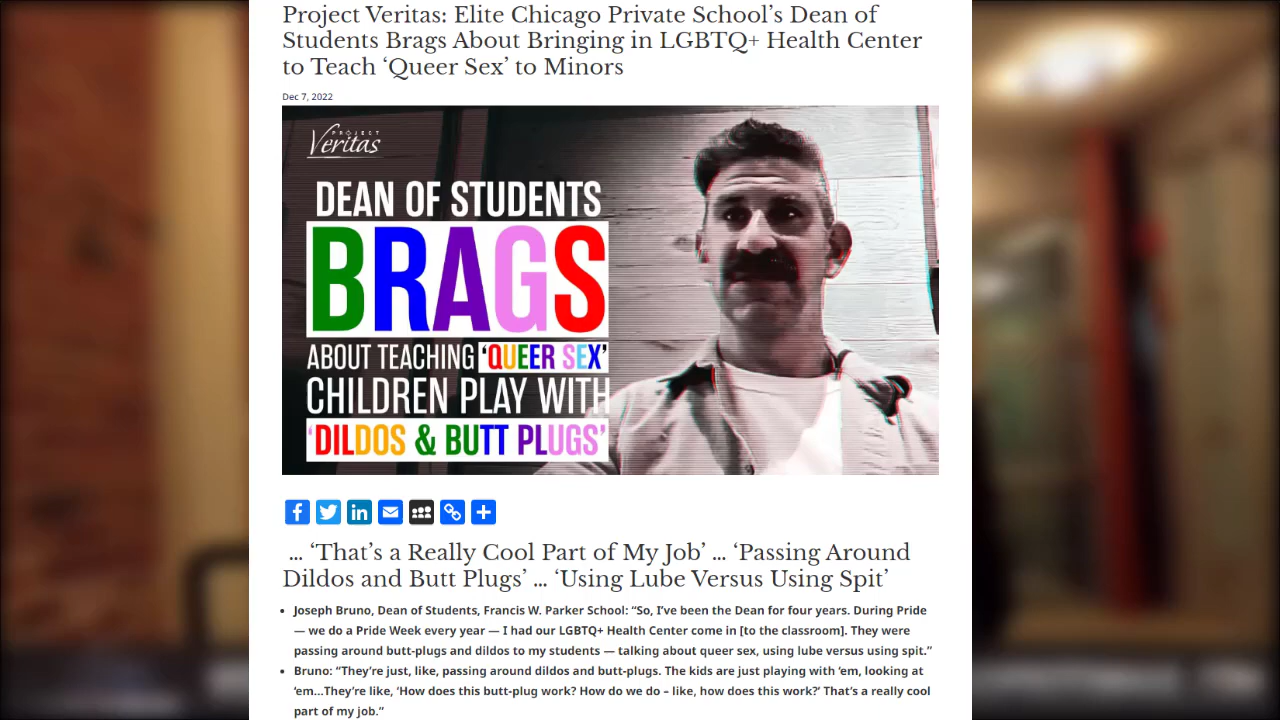 Project Veritas: Elite Chicago Private School’s Dean of
Students Brags About Bringing in LGBTQ+ Health Center
to Teach ‘Queer Sex’ to Minors
Dec 7, 2022
PROJECT
Veritas
DEAN OF STUDENTS
BRAGS
ABOUT TEACHING ‘QUEER SEX’
CHILDREN PLAY WITH
‘DILDOS & BUTT PLUGS’
... ‘That’s a Really Cool Part of My Job’ ... ‘Passing Around
Dildos and Butt Plugs’ ... ‘Using Lube Versus Using Spit’
• Joseph Bruno, Dean of Students, Francis W. Parker School: “So, I’ve been the Dean for four years. During Pride
— we do a Pride Week every year — I had our LGBTQ+ Health Center come in [to the classroom]. They were
passing around butt-plugs and dildos to my students — talking about queer sex, using lube versus using spit.”
• Bruno: “They’re just, like, passing around dildos and butt-plugs. The kids are just playing with ‘em, looking at
‘em...They’re like, ‘How does this butt-plug work? How do we do – like, how does this work?’ That’s a really cool
part of my job.”